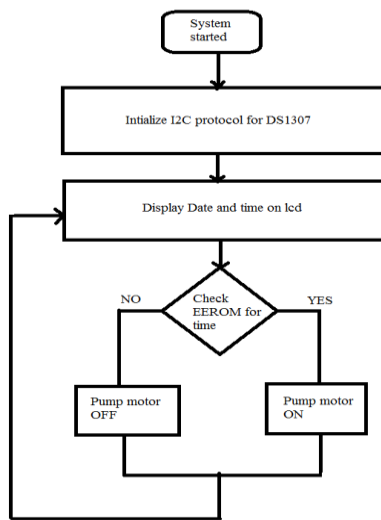 System
started
Intialize I2C protocol for DS1307
Display Date and time on lcd
NO
Check
YES
EEROM for
time
Pump motor
OFF
Pump motor
ON